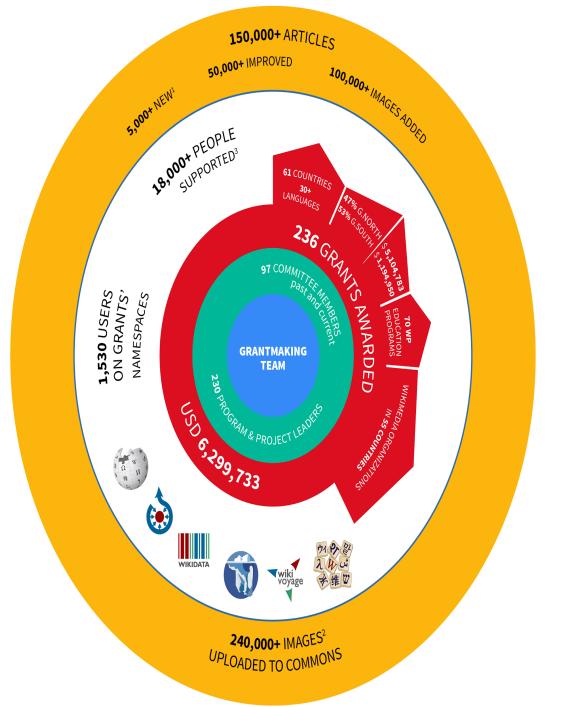 150,000+ ARTICLES
50,000+ IMPROVED
5,000+ NEW¹
100,000+ IMAGES ADDED
18,000+ PEOPLE
SUPPORTED³
61 COUNTRIES
30+
LANGUAGES
47% G.NORTH $ 5,104,783
53% G.SOUTH $ 1,194,950
236 GRANTS AWARDED
97 COMMITTEE MEMBERS
past and current
70 WP
EDUCATION
PROGRAMS
1,530 USERS
ON GRANTS'
NAMESPACES
GRANTMAKING
TEAM
230 PROGRAM & PROJECT LEADERS
WIKIMEDIA ORGANIZATIONS
IN 55 COUNTRIES
USD 6,299,733
WIKIDATA
wiki
voyage
240,000+ IMAGES²
UPLOADED TO COMMONS